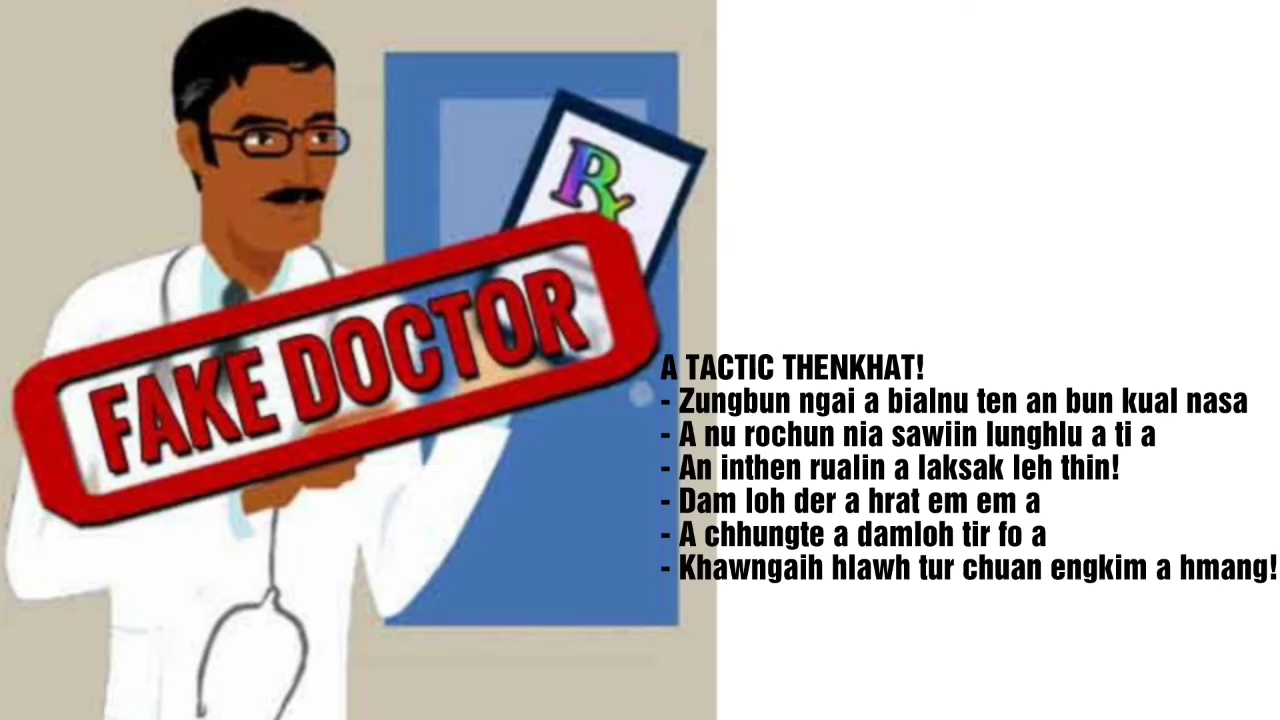 Rx
FAKE DOCTOR
A TACTIC THENKHAT!
- Zungbun ngai a bialnu ten an bun kual nasa
- A nu rochun nia sawiin lunghlu a ti a
- An inthen rualin a laksak leh thin!
- Dam loh der a hrat em em a
- A chhungte a damloh tir fo a
- Khawngaih hlawh tur chuan engkim a hmang!